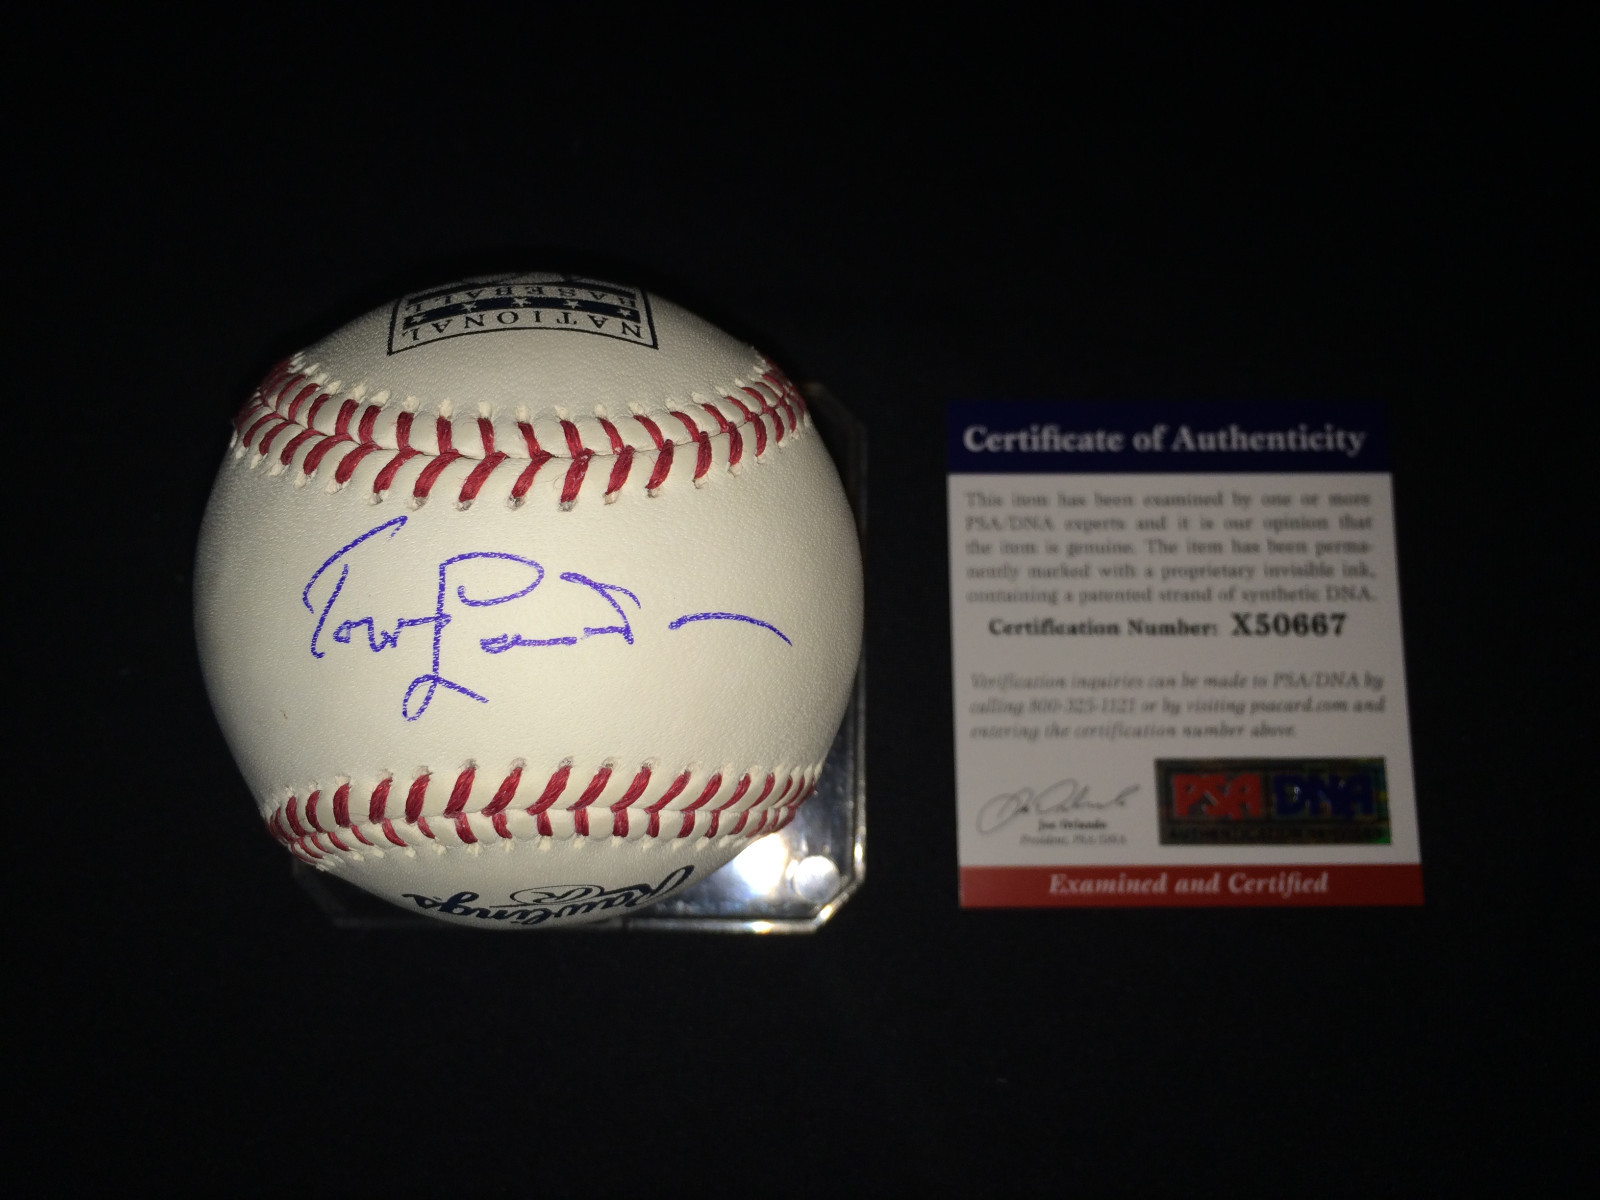 NATIONAL
BASEBALL
Tony La
Rawlings
R
Certificate of Authenticity
This item has been examined by one or more
PSA/DNA experts and it is our opinion that
the item is genuine. The item has been perma-
nently marked with a proprietary invisible ink,
containing a patented strand of synthetic DNA.
Certification Number: X50667
Verification inquiries can be made to PSA/DNA by
calling 800-325-1121 or by visiting psacard.com and
entering the certification number above.
Joe Orlando
President, PSA/DNA
PSA DNA
Examined and Certified